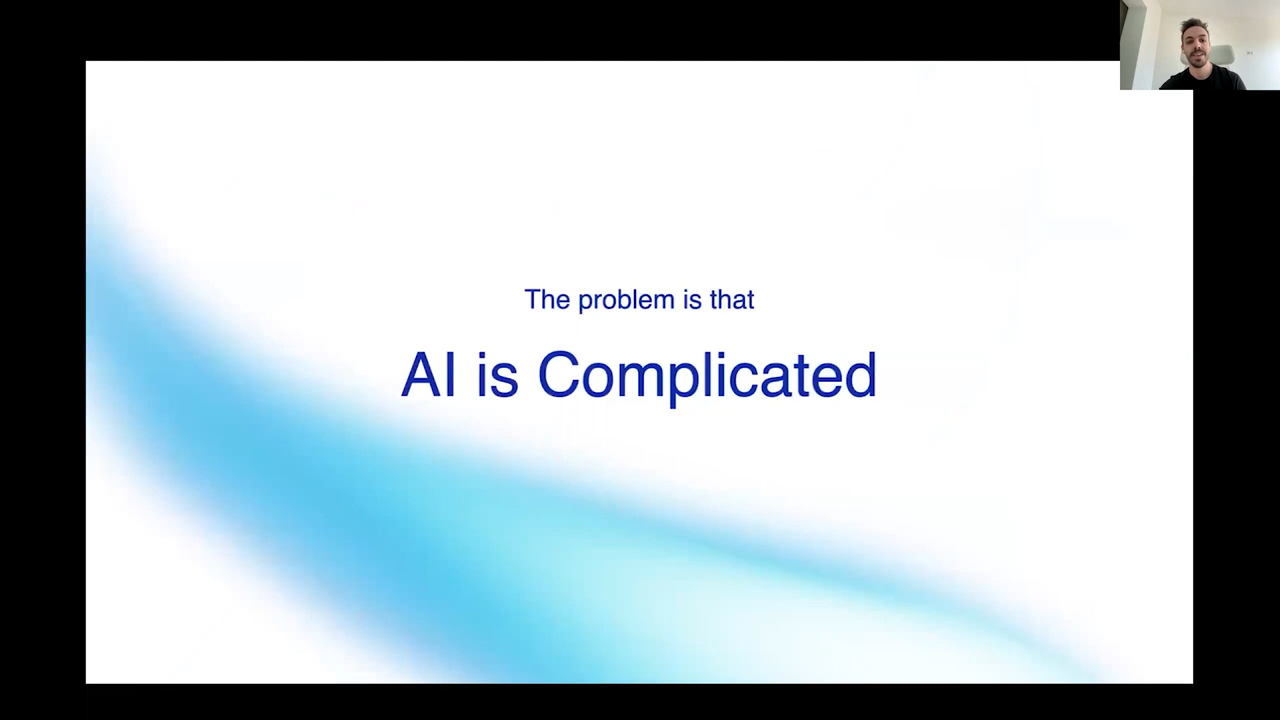 The problem is that
AI is Complicated